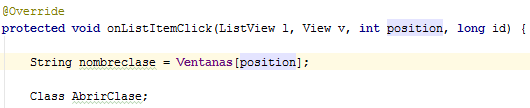 @Override
protected void onListItemClick(ListView l, View v, int position, long id) {
String nombreclase = Ventanas[position];
Class AbrirClase;